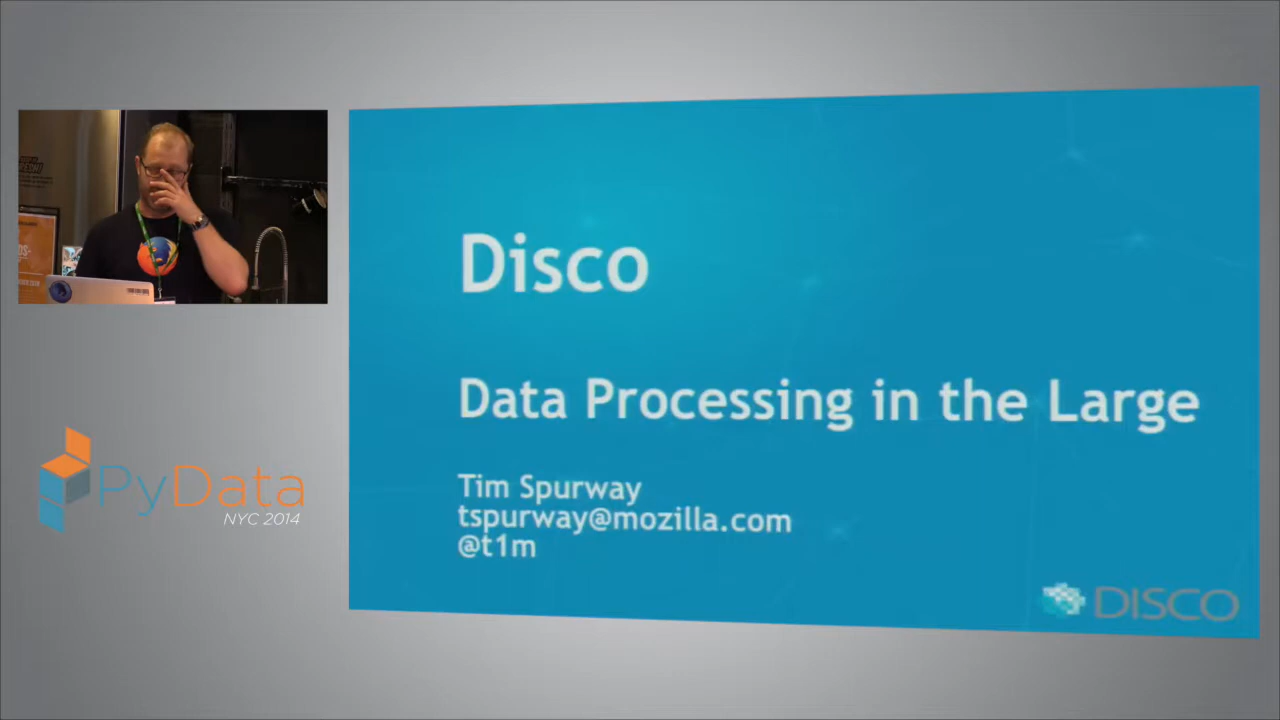 Disco
Data Processing in the Large
Tim Spurway
tspurway@mozilla.com
@t1m
DISCO
PyData
NYC 2014